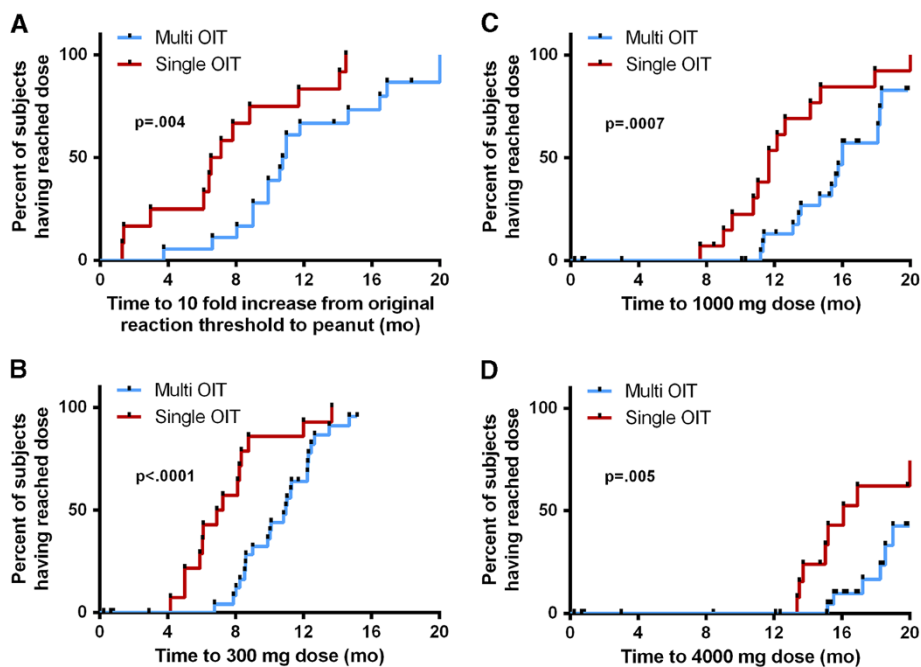 A
Multi OIT
Single OIT
100
50
0
p=.004
Percent of subjects
having reached dose
0 4 8 12 16 20
Time to 10 fold increase from original
reaction threshold to peanut (mo)
C
Multi OIT
Single OIT
100
50
0
p=.0007
Percent of subjects
having reached dose
0 4 8 12 16 20
Time to 1000 mg dose (mo)
B
Multi OIT
Single OIT
100
50
0
p<.0001
Percent of subjects
having reached dose
0 4 8 12 16 20
Time to 300 mg dose (mo)
D
Multi OIT
Single OIT
100
50
0
p=.005
Percent of subjects
having reached dose
0 4 8 12 16 20
Time to 4000 mg dose (mo)